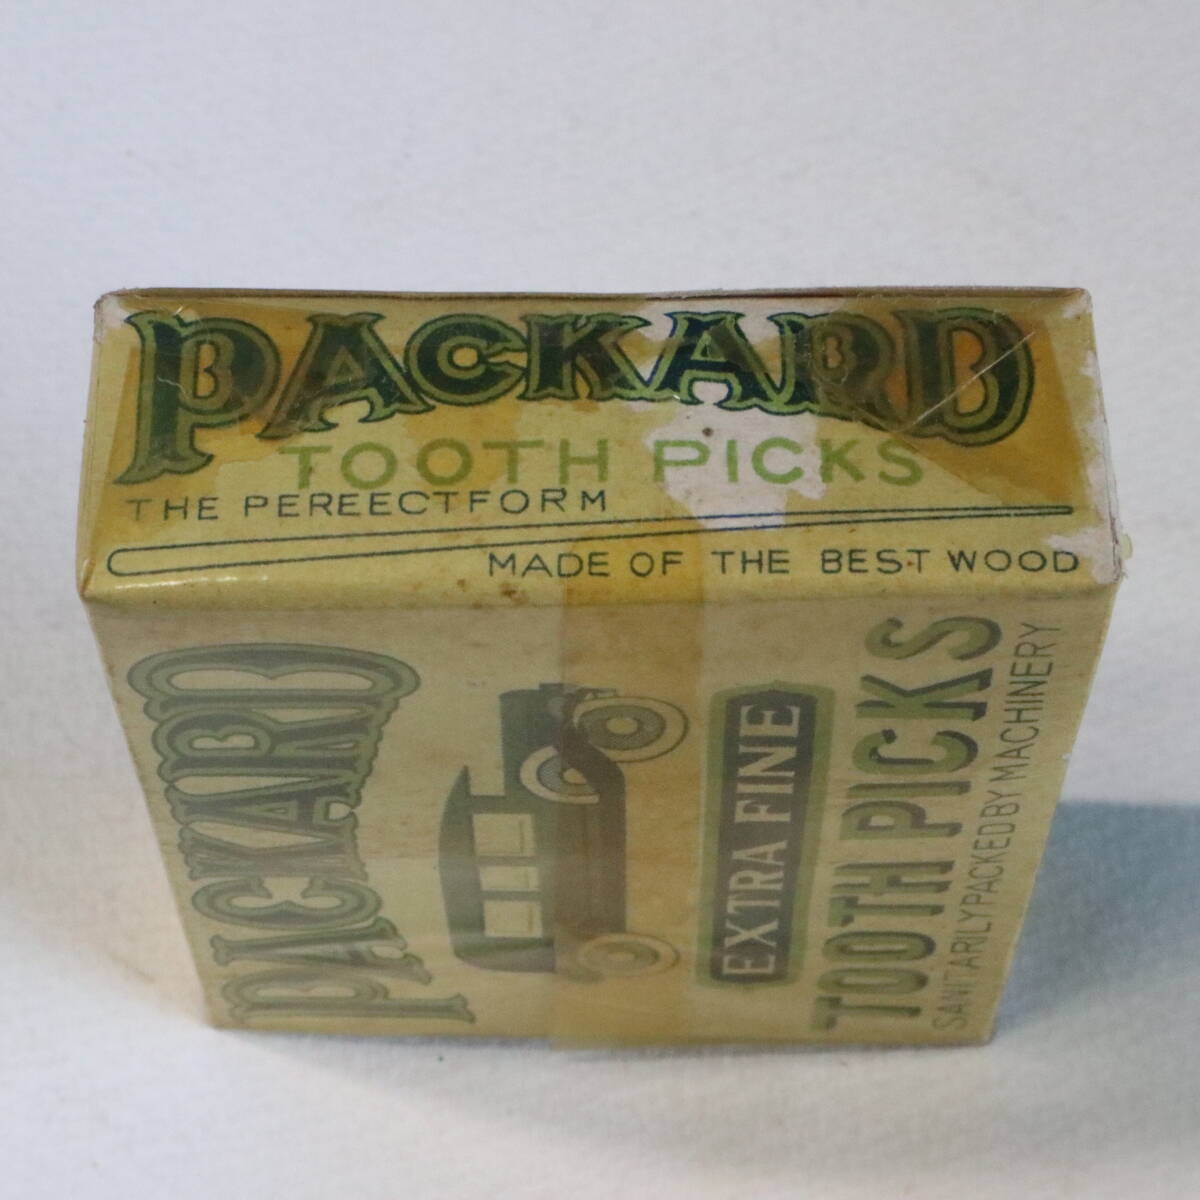 PACKARD
TOOTH PICKS
THE PEREECTFORM
MADE OF THE BEST WOOD
PACKARD
EXTRA FINE
TOOTH PICKS
SANITARILY PACKED BY MACHINERY